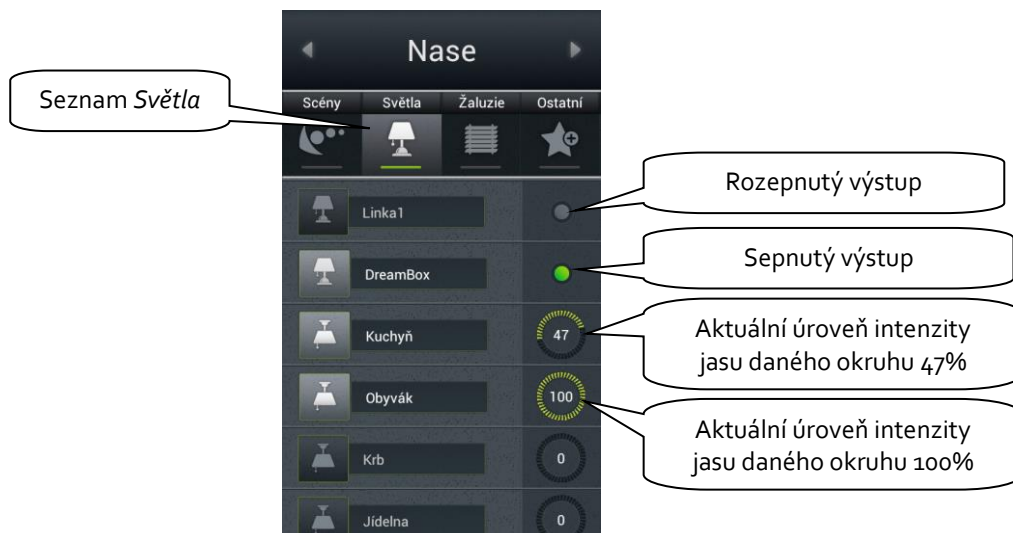 Nase
Seznam Světla
Scény Světla Žaluzie Ostatní
Rozepnutý výstup
Linka1
Sepnutý výstup
DreamBox
Aktuální úroveň intenzity
jasu daného okruhu 47%
Kuchyň 47
Obyvák 100
Aktuální úroveň intenzity
jasu daného okruhu 100%
Krb 0
Jídelna 0